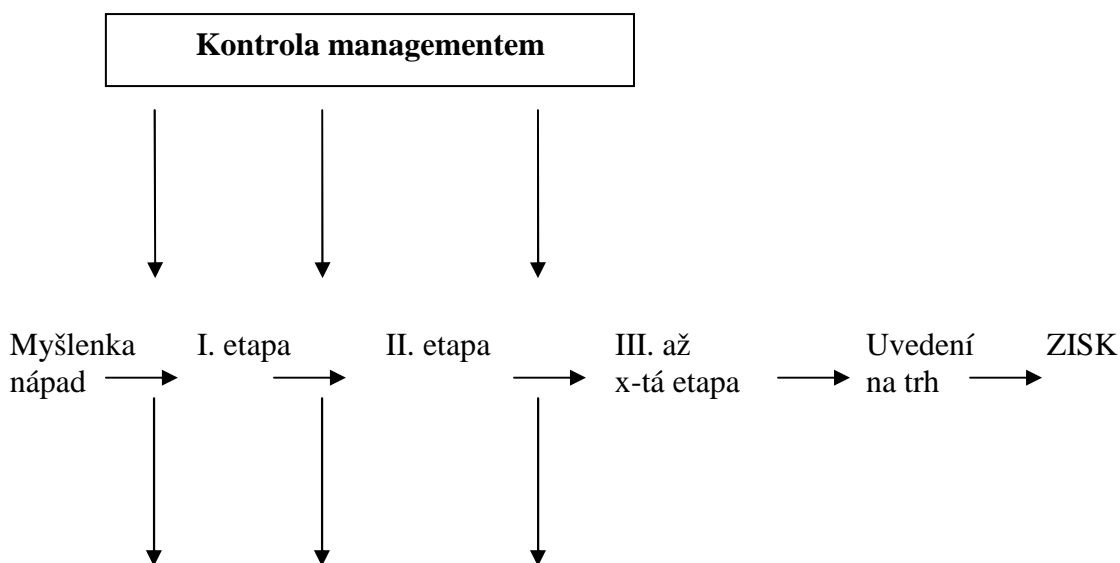 Kontrola managementem
Myšlenka I. etapa II. etapa III. až Uvedení ZISK
nápad x-tá etapa na trh